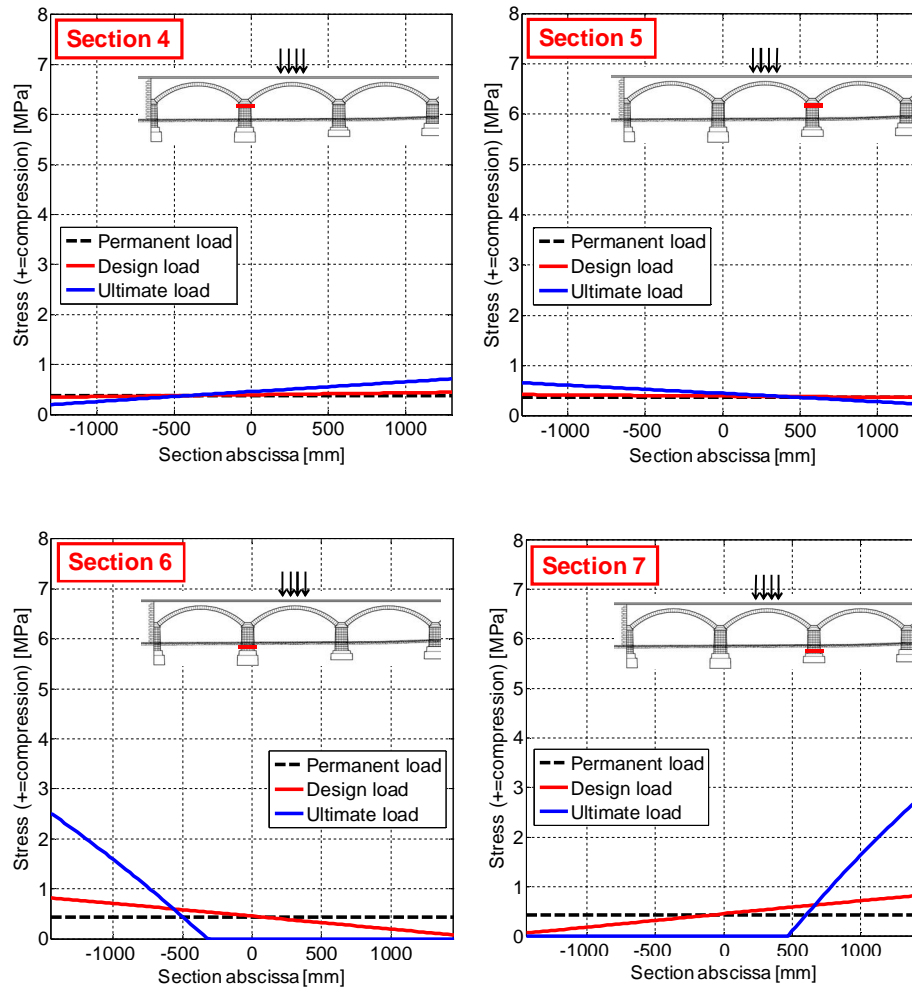 Section 4
Stress (+=compression) [MPa]
8
7
6
5
4
3
2
1
0
Permanent load
Design load
Ultimate load
-1000 -500 0 500 1000
Section abscissa [mm]
Section 5
Stress (+=compression) [MPa]
8
7
6
5
4
3
2
1
0
Permanent load
Design load
Ultimate load
-1000 -500 0 500 1000
Section abscissa [mm]
Section 6
Stress (+=compression) [MPa]
8
7
6
5
4
3
2
1
0
Permanent load
Design load
Ultimate load
-1000 -500 0 500 1000
Section abscissa [mm]
Section 7
Stress (+=compression) [MPa]
8
7
6
5
4
3
2
1
0
Permanent load
Design load
Ultimate load
-1000 -500 0 500 1000
Section abscissa [mm]